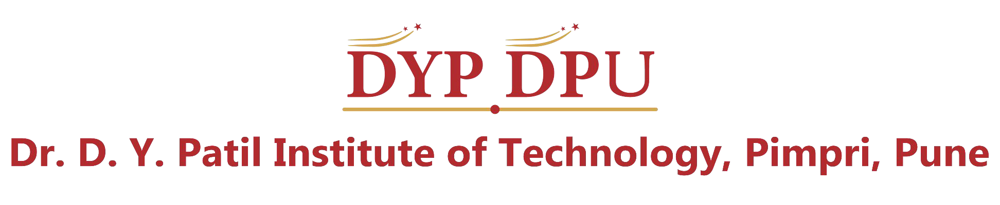 DYP DPU
Dr. D. Y. Patil Institute of Technology, Pimpri, Pune